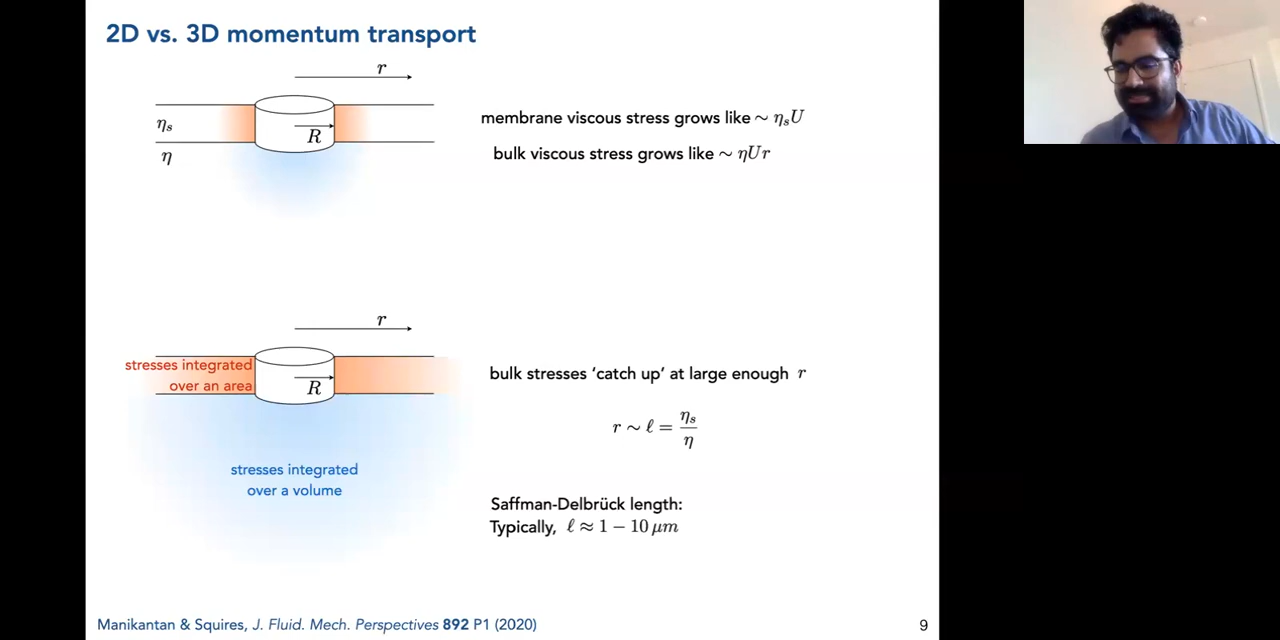 2D vs. 3D momentum transport
r
ηs
R
η
membrane viscous stress grows like ~ ηsU
bulk viscous stress grows like ~ ηUr
r
stresses integrated
over an area
R
stresses integrated
over a volume
bulk stresses ‘catch up’ at large enough r
r ~ ℓ = ηs/η
Saffman-Delbrück length:
Typically, ℓ ≈ 1 − 10 μm
Manikantan & Squires, J. Fluid. Mech. Perspectives 892 P1 (2020)
9